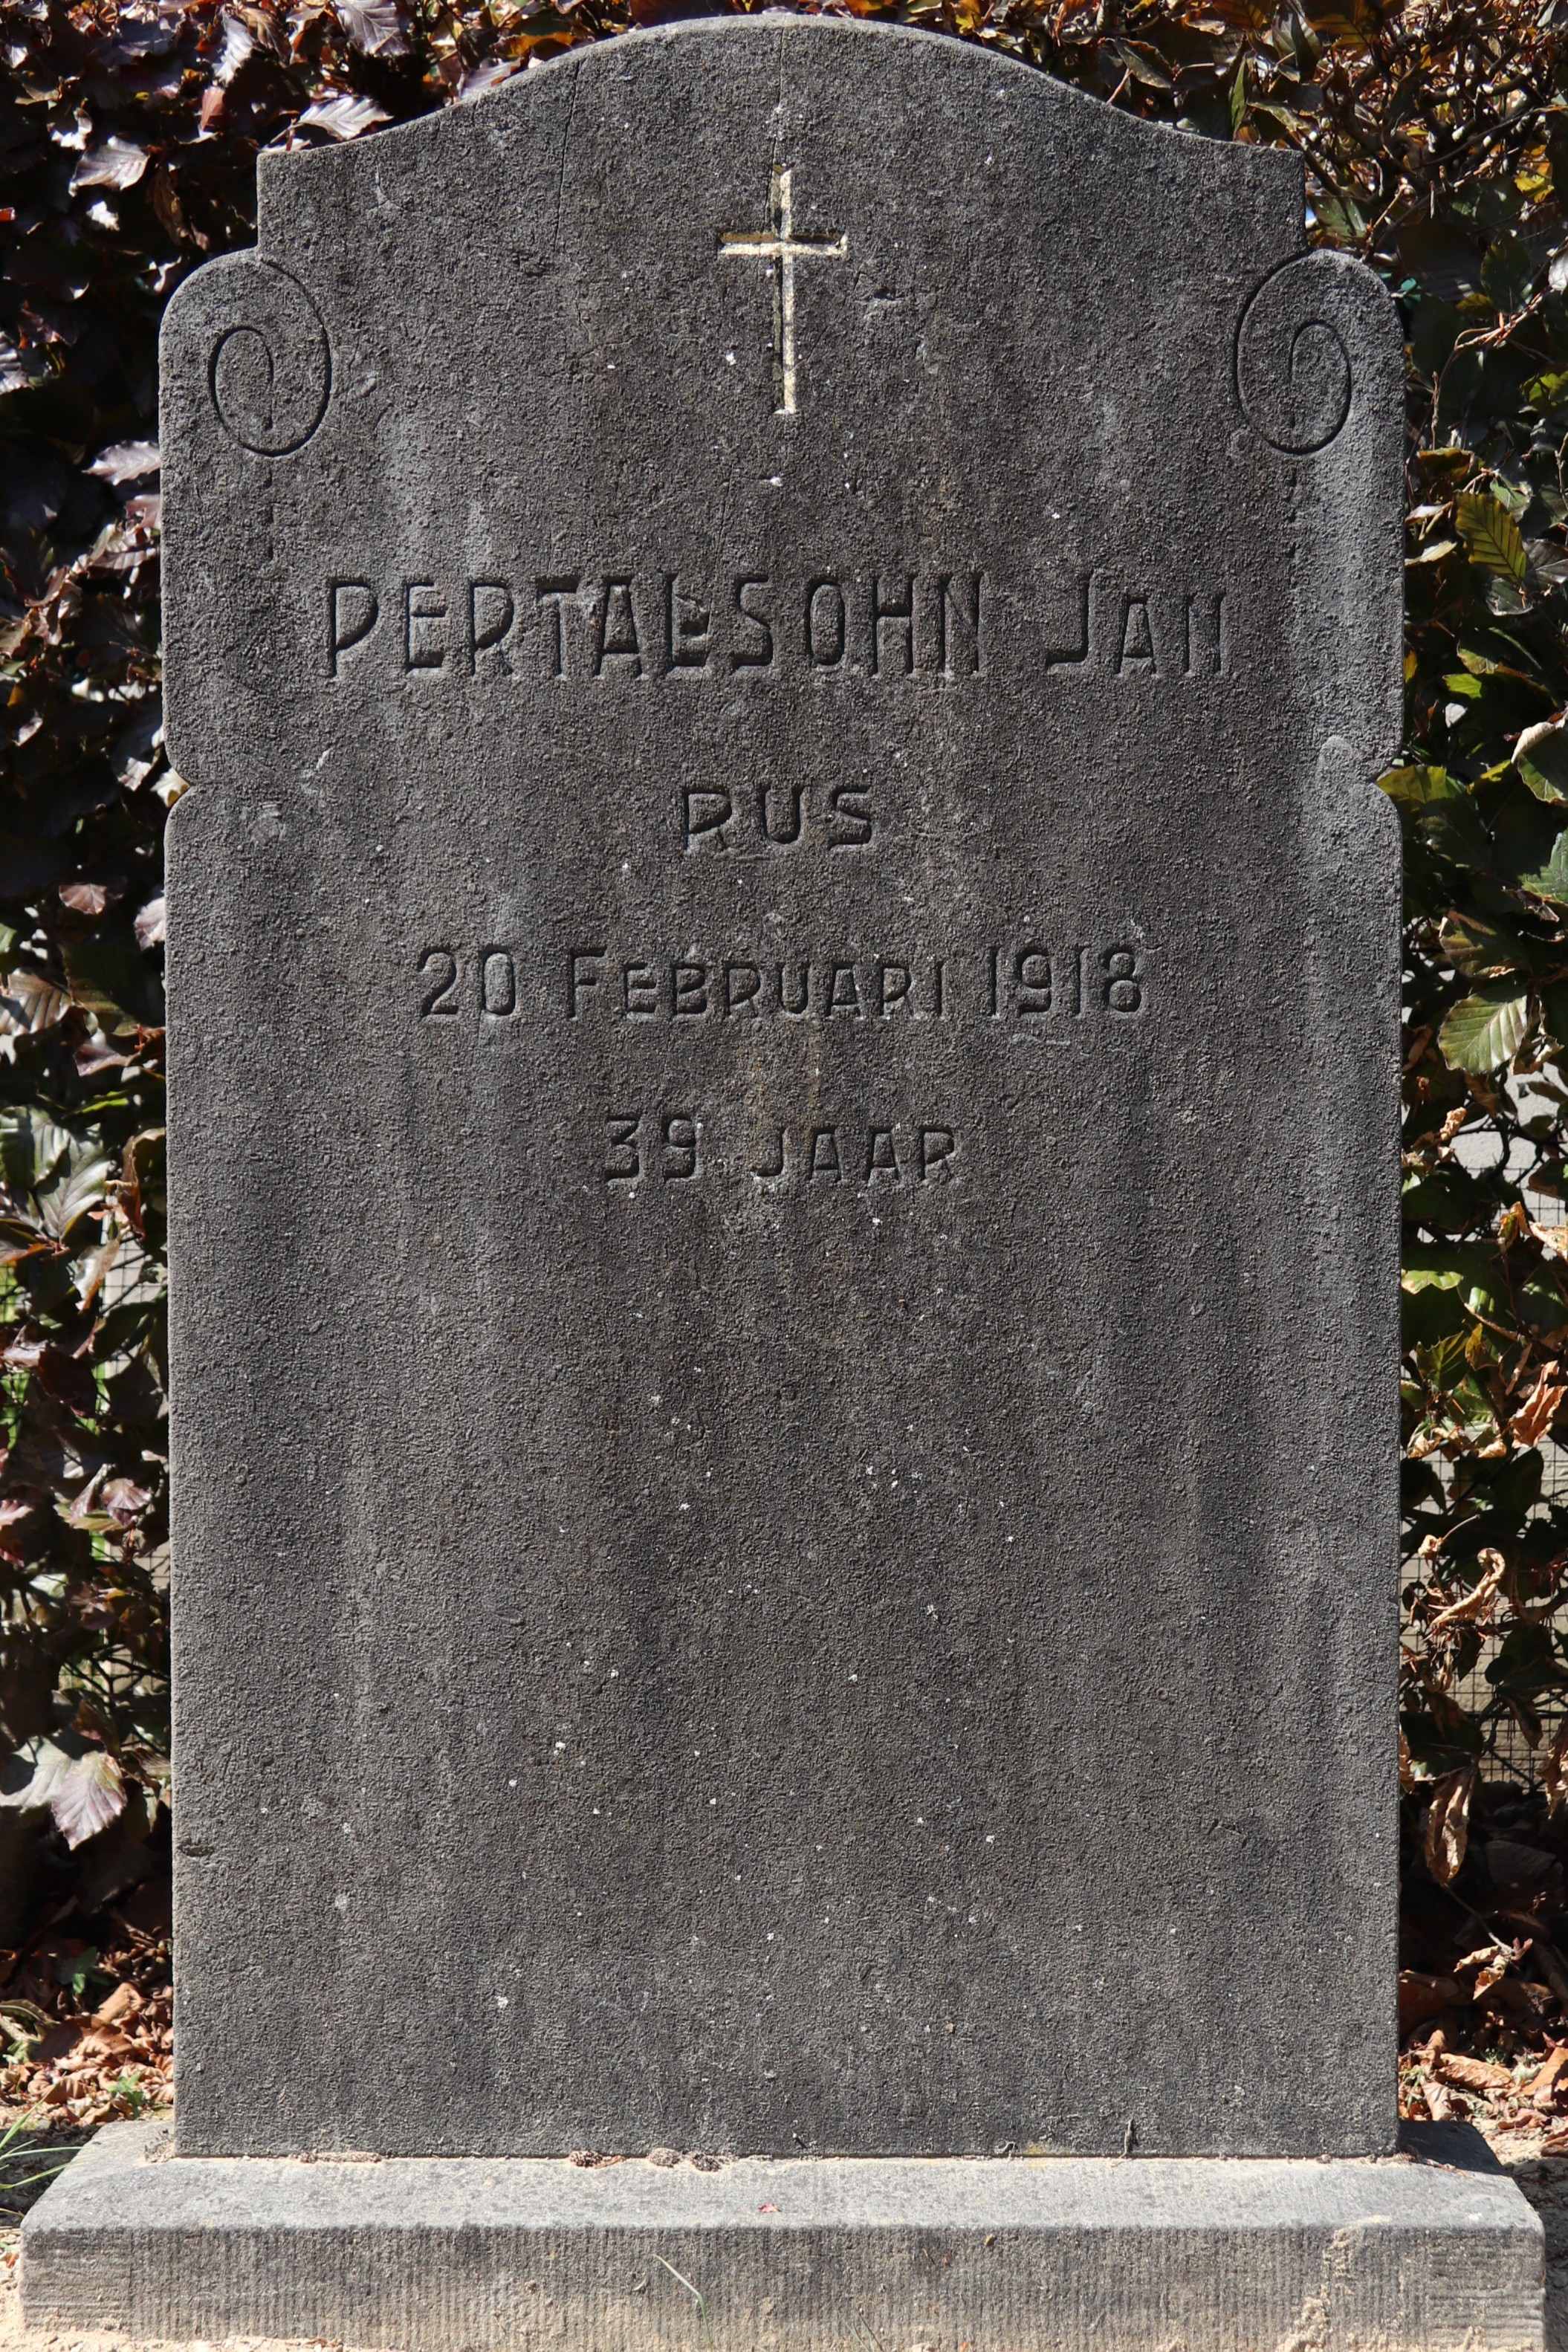 PERTALSOHN JAN
RUS
20 FEBRUARI 1918
39 JAAR